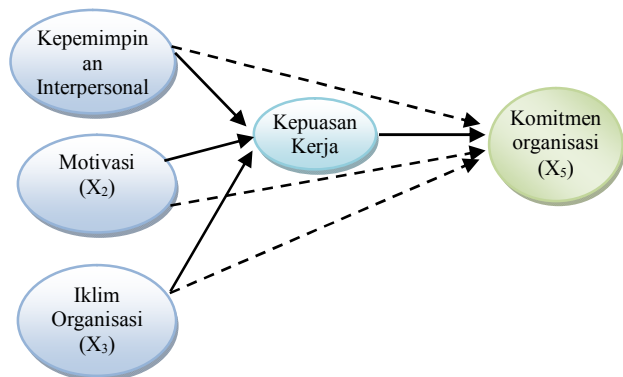 Kepemimpin
an
Interpersonal
Motivasi
(X₂)
Iklim
Organisasi
(X₃)
Kepuasan
Kerja
Komitmen
organisasi
(X₅)